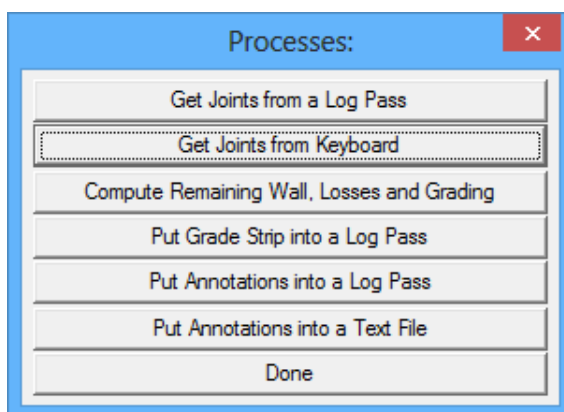 Processes:
Get Joints from a Log Pass
Get Joints from Keyboard
Compute Remaining Wall, Losses and Grading
Put Grade Strip into a Log Pass
Put Annotations into a Log Pass
Put Annotations into a Text File
Done